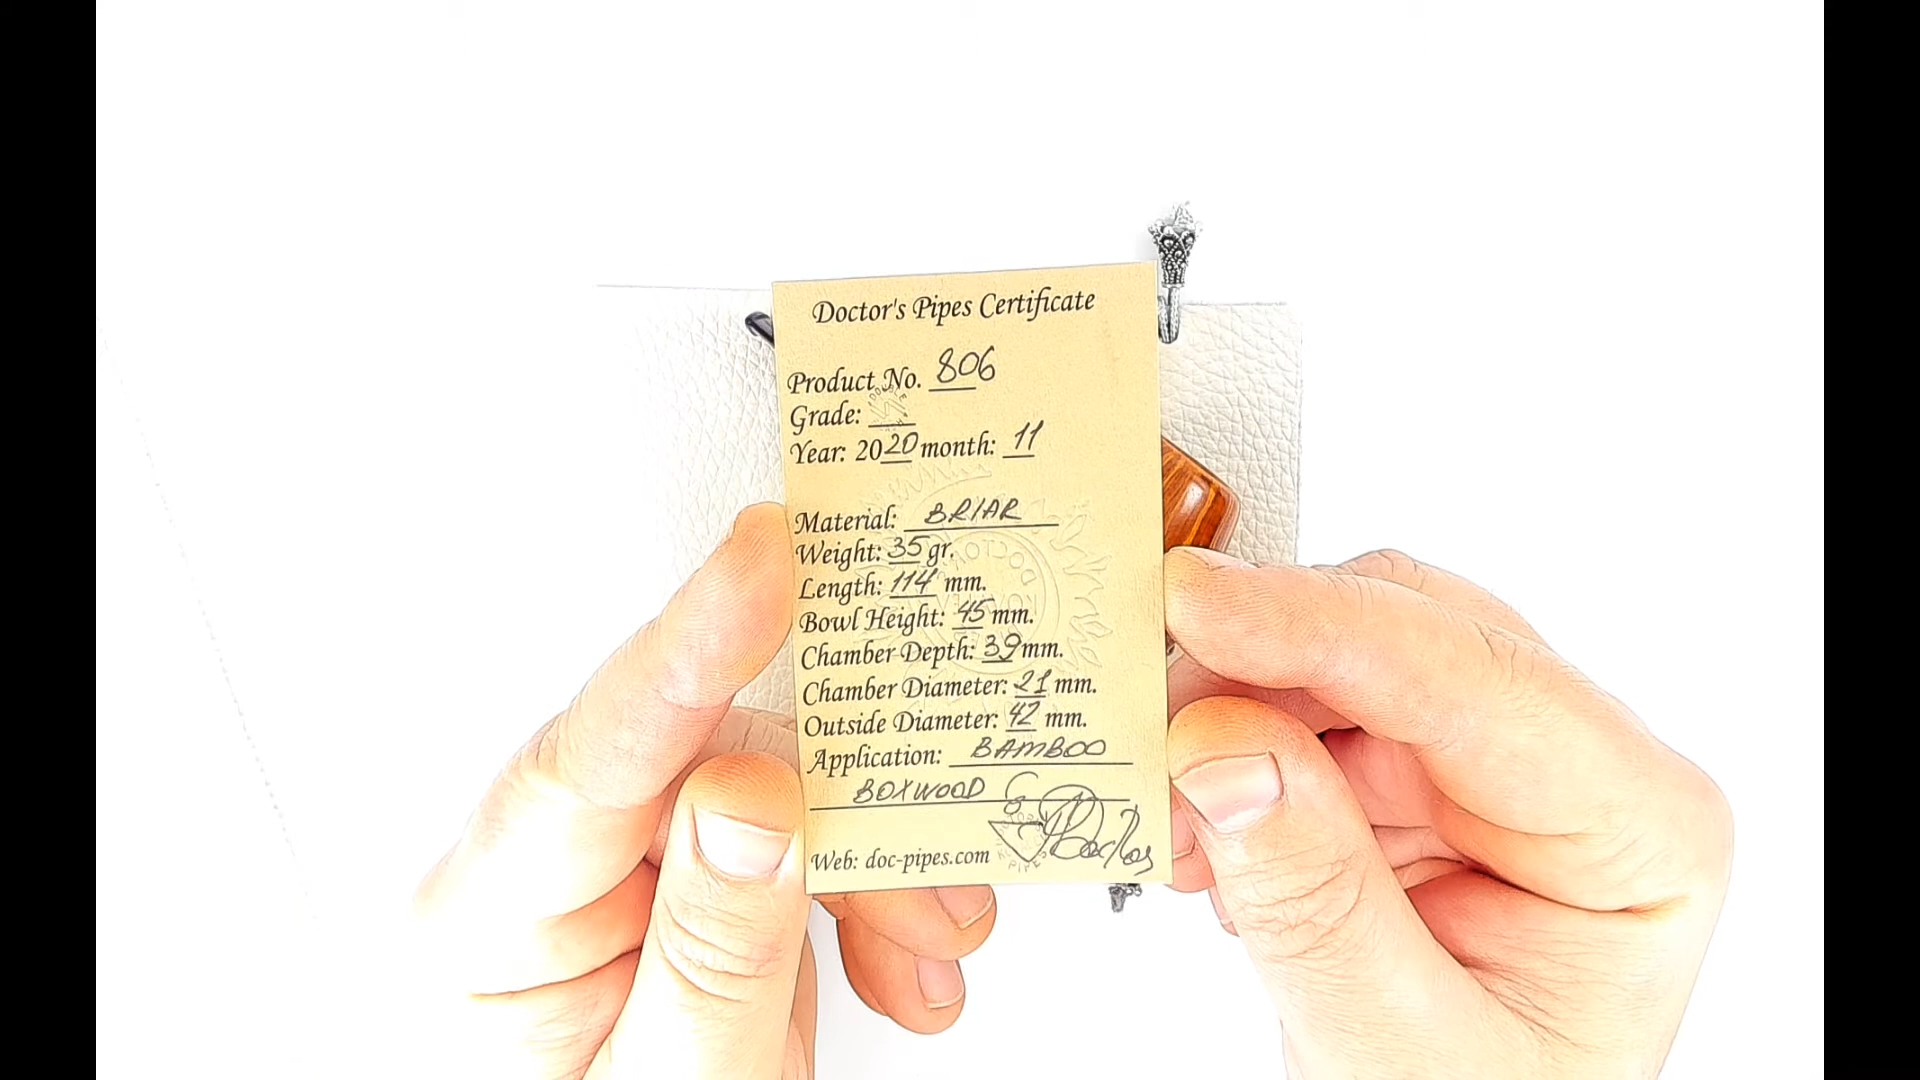 Doctor's Pipes Certificate
Product No. 806
Grade:
Year: 2020 month: 11
Material: BRIAR
Weight: 35 gr.
Length: 114 mm.
Bowl Height: 45 mm.
Chamber Depth: 39 mm.
Chamber Diameter: 21 mm.
Outside Diameter: 42 mm.
Application: BAMBOO
BOXWOOD
Web: doc-pipes.com